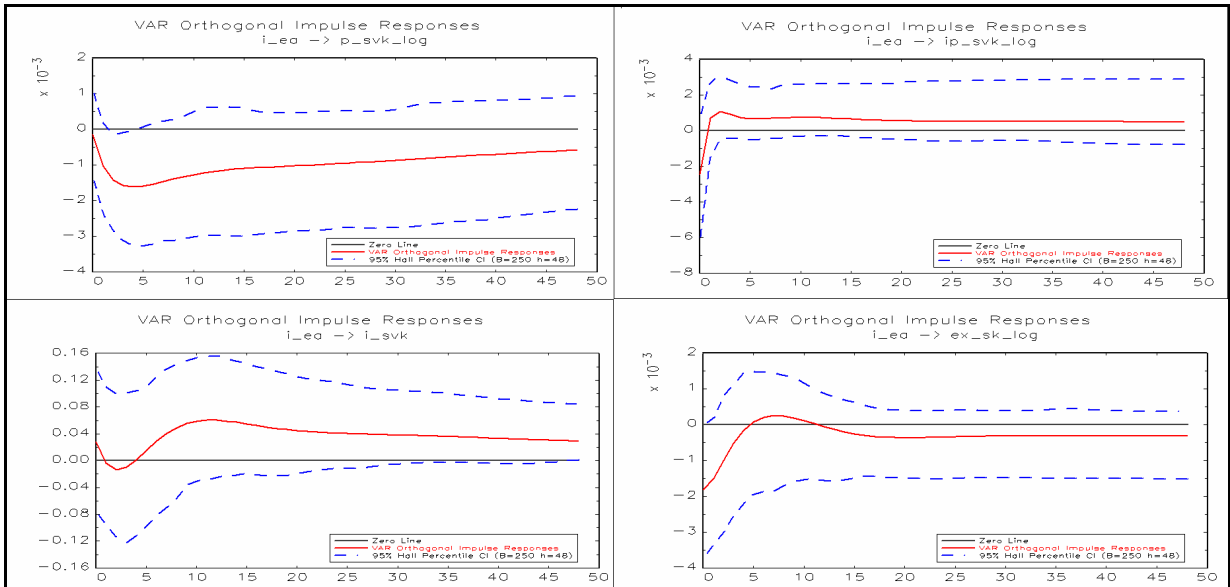 VAR Orthogonal Impulse Responses
i_ea -> p_svk_log
x 10^-3
2
1
0
-1
-2
-3
-4
0 5 10 15 20 25 30 35 40 45 50
Zero Line
VAR Orthogonal Impulse Responses
95% Hall Percentile CI (B=250 h=48)
VAR Orthogonal Impulse Responses
i_ea -> ip_svk_log
x 10^-3
4
2
0
-2
-4
-6
-8
0 5 10 15 20 25 30 35 40 45 50
Zero Line
VAR Orthogonal Impulse Responses
95% Hall Percentile CI (B=250 h=48)
VAR Orthogonal Impulse Responses
i_ea -> i_svk
0.16
0.12
0.08
0.04
0.00
-0.04
-0.08
-0.12
-0.16
0 5 10 15 20 25 30 35 40 45 50
Zero Line
VAR Orthogonal Impulse Responses
95% Hall Percentile CI (B=250 h=48)
VAR Orthogonal Impulse Responses
i_ea -> ex_sk_log
x 10^-3
2
1
0
-1
-2
-3
-4
0 5 10 15 20 25 30 35 40 45 50
Zero Line
VAR Orthogonal Impulse Responses
95% Hall Percentile CI (B=250 h=48)